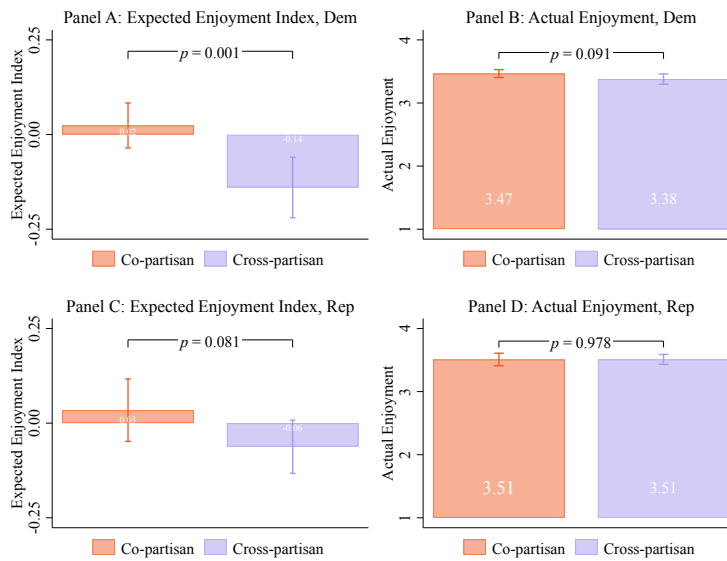 Panel A: Expected Enjoyment Index, Dem
Expected Enjoyment Index
0.25
0.00
-0.25
p = 0.001
0.02
-0.14
Co-partisan
Cross-partisan
Panel B: Actual Enjoyment, Dem
Actual Enjoyment
4
3
2
1
p = 0.091
3.47
3.38
Co-partisan
Cross-partisan
Panel C: Expected Enjoyment Index, Rep
Expected Enjoyment Index
0.25
0.00
-0.25
p = 0.081
0.03
-0.06
Co-partisan
Cross-partisan
Panel D: Actual Enjoyment, Rep
Actual Enjoyment
4
3
2
1
p = 0.978
3.51
3.51
Co-partisan
Cross-partisan